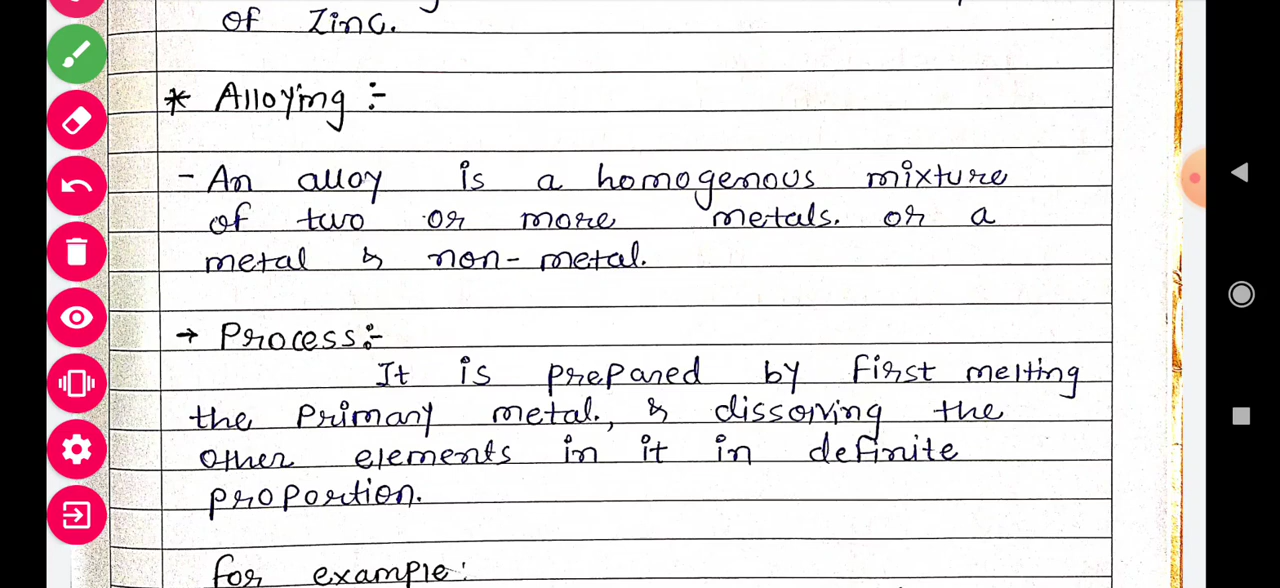 of Zinc.
* Alloying :-
- An alloy is a homogenous mixture
of two or more metals. or a
metal & non-metal.
→ Process:-
It is prepared by first melting
the primary metal., & dissolving the
other elements in it in definite
proportion.
for example: